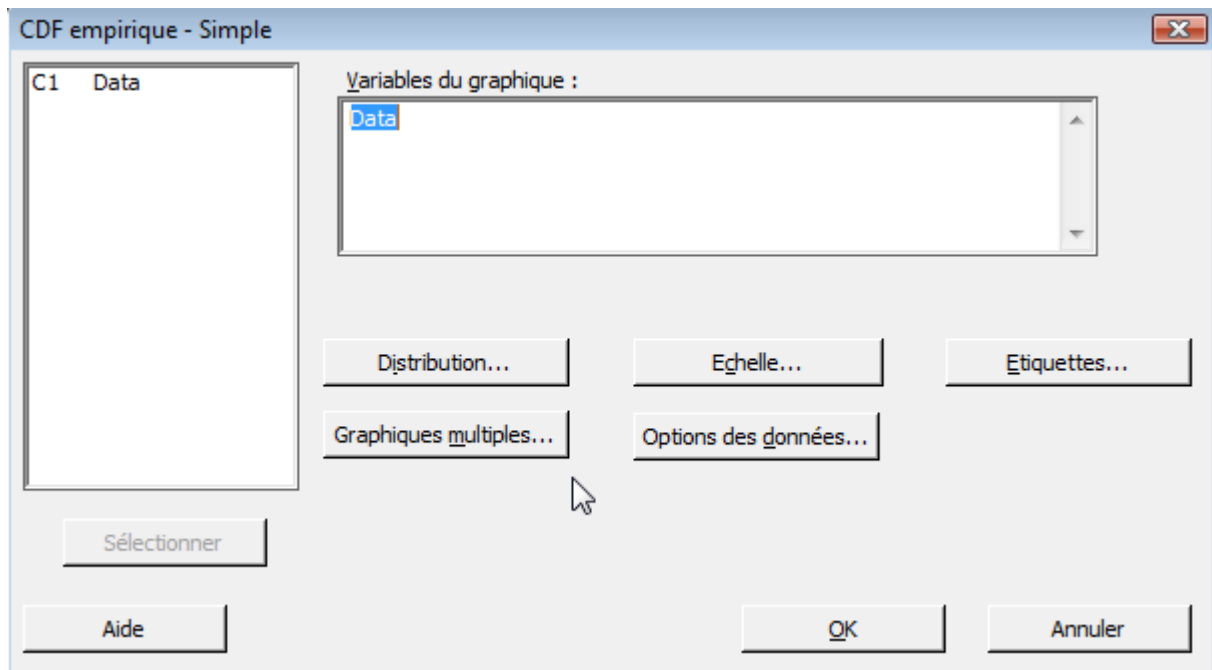 CDF empirique - Simple
C1 Data
Variables du graphique :
Data
Distribution...
Echelle...
Etiquettes...
Graphiques multiples...
Options des données...
Sélectionner
Aide
OK
Annuler